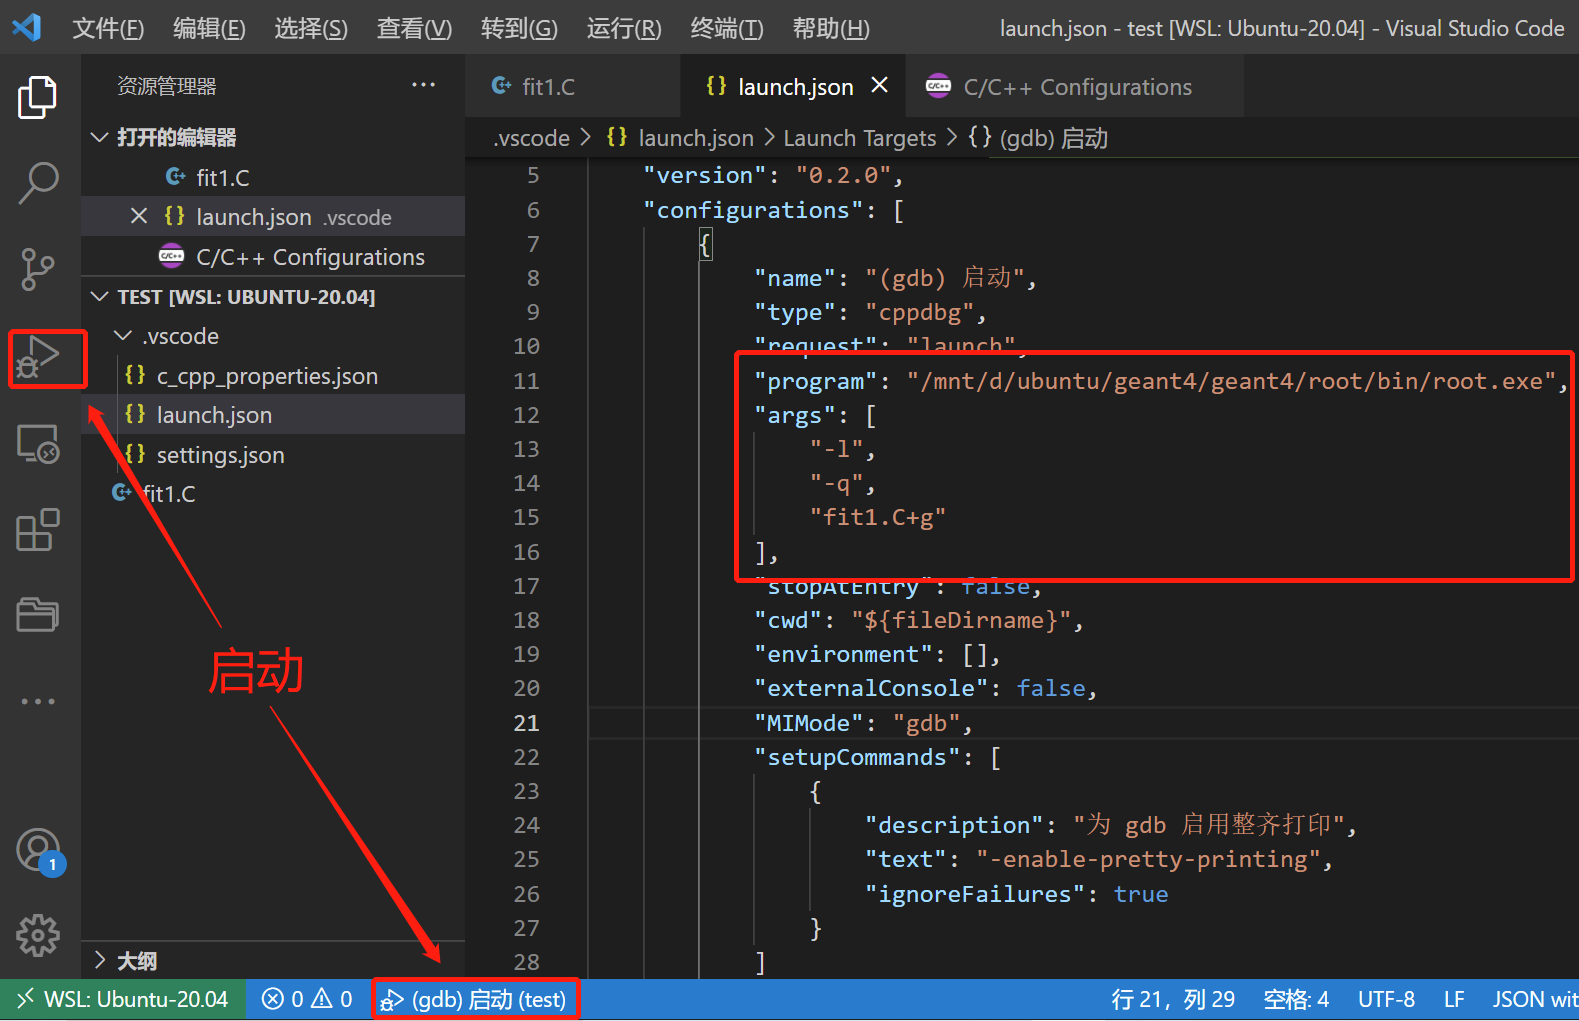 文件(F) 编辑(E) 选择(S) 查看(V) 转到(G) 运行(R) 终端(T) 帮助(H) launch.json - test [WSL: Ubuntu-20.04] - Visual Studio Code
资源管理器 ···
打开的编辑器
fit1.C
launch.json .vscode
C/C++ Configurations
TEST [WSL: UBUNTU-20.04]
.vscode
c_cpp_properties.json
launch.json
settings.json
fit1.C
启动
大纲
1
fit1.C launch.json C/C++ Configurations
.vscode > {} launch.json > Launch Targets > {} (gdb) 启动
5 "version": "0.2.0",
6 "configurations": [
7 {
8 "name": "(gdb) 启动",
9 "type": "cppdbg",
10 "request": "launch",
11 "program": "/mnt/d/ubuntu/geant4/geant4/root/bin/root.exe",
12 "args": [
13 "-l",
14 "-q",
15 "fit1.C+g"
16 ],
17 "stopAtEntry": false,
18 "cwd": "${fileDirname}",
19 "environment": [],
20 "externalConsole": false,
21 "MIMode": "gdb",
22 "setupCommands": [
23 {
24 "description": "为 gdb 启用整齐打印",
25 "text": "-enable-pretty-printing",
26 "ignoreFailures": true
27 }
28 ]
WSL: Ubuntu-20.04 0 0 (gdb) 启动 (test) 行 21，列 29 空格: 4 UTF-8 LF JSON wit